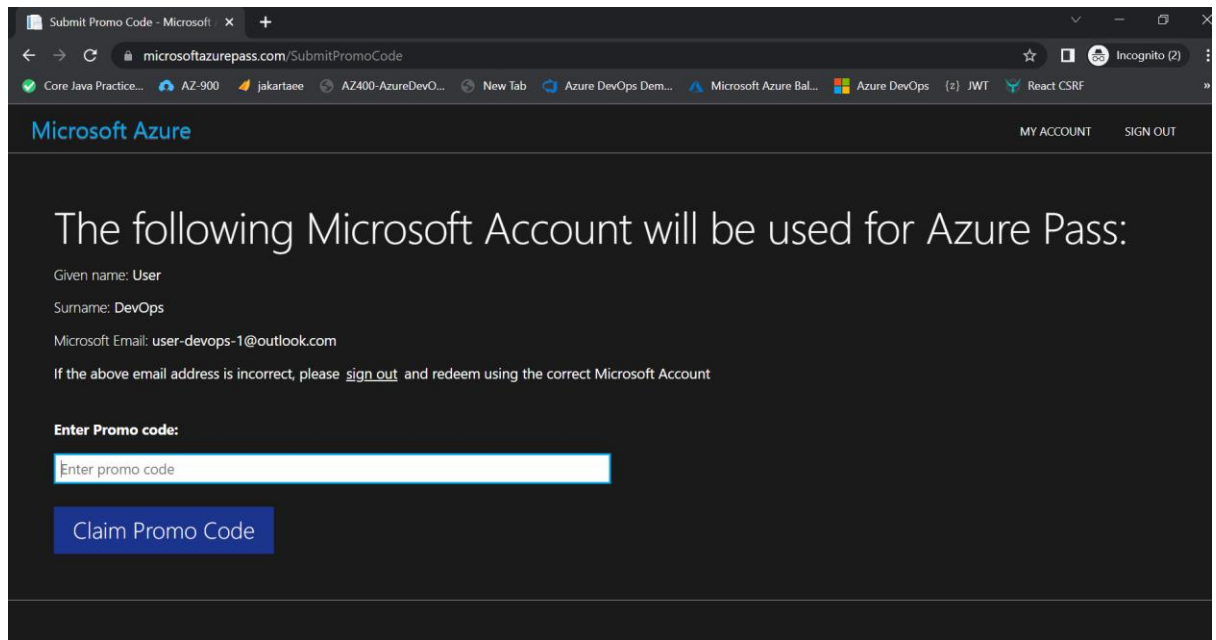 Submit Promo Code - Microsoft
microsoftazurepass.com/SubmitPromoCode
Incognito (2)
Core Java Practice... AZ-900 jakartaee AZ400-AzureDevO... New Tab Azure DevOps Dem... Microsoft Azure Bal... Azure DevOps {z} JWT React CSRF »
Microsoft Azure MY ACCOUNT SIGN OUT
The following Microsoft Account will be used for Azure Pass:
Given name: User
Surname: DevOps
Microsoft Email: user-devops-1@outlook.com
If the above email address is incorrect, please sign out and redeem using the correct Microsoft Account
Enter Promo code:
Enter promo code
Claim Promo Code